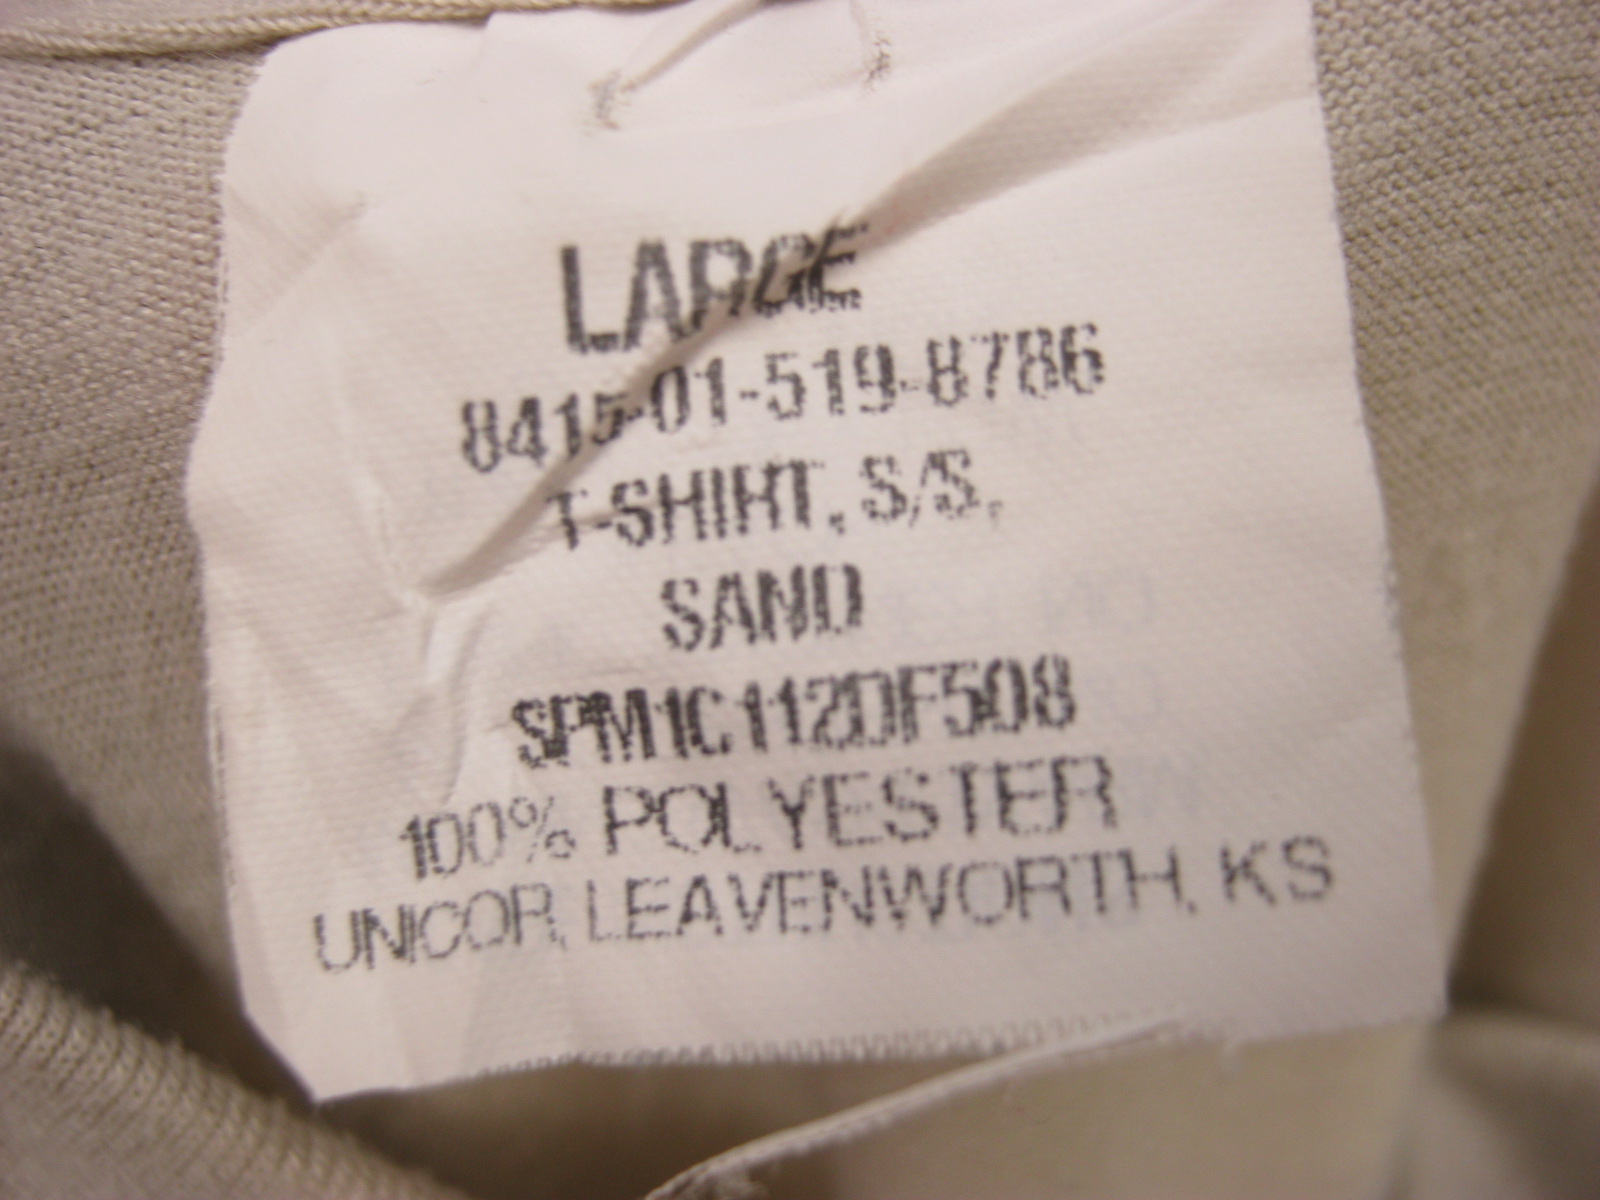 LARGE
8415-01-519-8786
T-SHIRT, S/S,
SAND
SPM1C112DF508
100% POLYESTER
UNICOR, LEAVENWORTH, KS